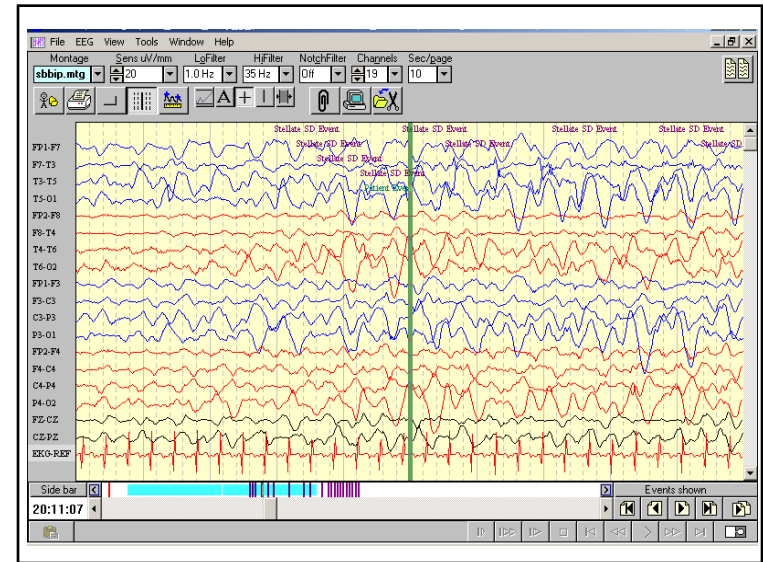 File EEG View Tools Window Help
Montage Sens uV/mm LoFilter HiFilter NotchFilter Channels Sec/page
sbbip.mtg 20 1.0 Hz 35 Hz Off 19 10
A
Stellate SD Event Stellate SD Event Stellate SD Event Stellate SD Event
FP1-F7 Stellate SD Event Stellate SD Event Stellate SD
F7-T3 Stellate SD Event
T3-T5 Stellate SD Event
Patient Eve
T5-O1
FP2-F8
F8-T4
T4-T6
T6-O2
FP1-F3
F3-C3
C3-P3
P3-O1
FP2-F4
F4-C4
C4-P4
P4-O2
FZ-CZ
CZ-PZ
EKG-REF
Side bar Events shown
20:11:07